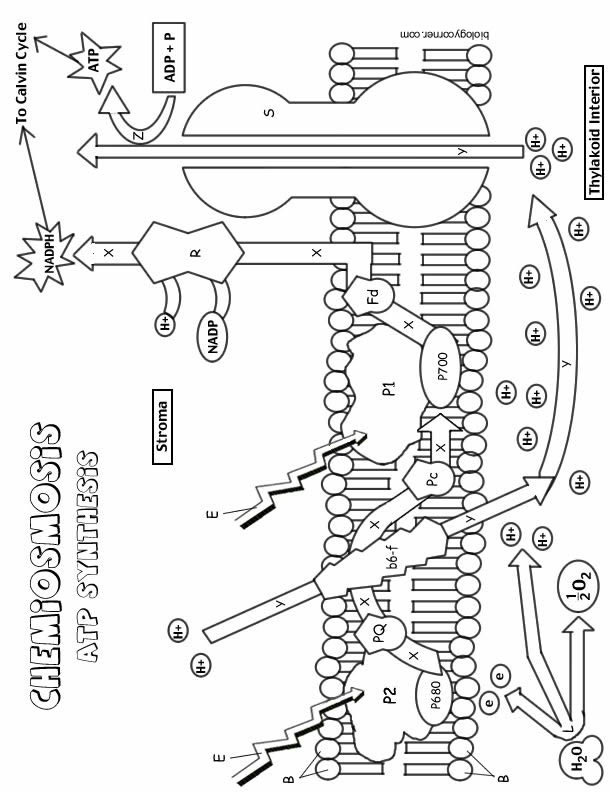 CHEMIOSMOSIS
ATP SYNTHESIS
Stroma
Thylakoid Interior
biologycorner.com
To Calvin Cycle
NADPH
ATP
ADP + P
Z
X
R
X
H+
NADP
S
y
H+
H+
H+
E
E
H+
H+
y
B
B
P2
P680
X
PQ
X
b6-f
X
Pc
X
P1
P700
X
Fd
y
y
H2O
L
e
e
1/2 O2
H+
H+
H+
H+
H+
H+
H+
H+
H+
H+